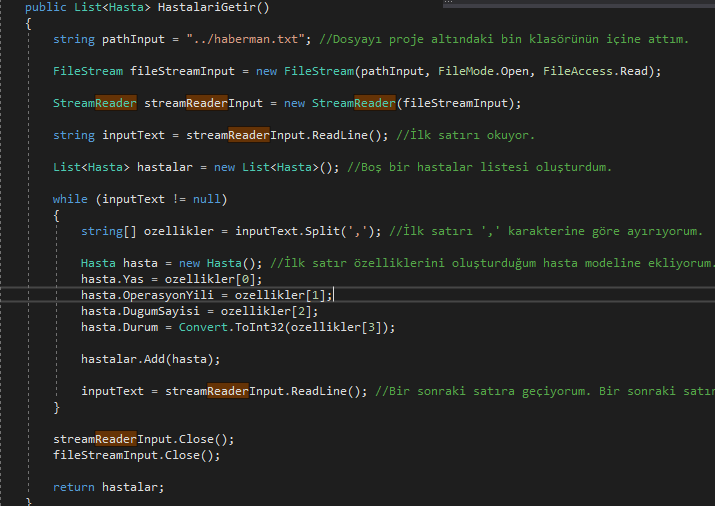 public List<Hasta> HastalariGetir()
{
string pathInput = "../haberman.txt"; //Dosyayı proje altındaki bin klasörünün içine attım.
FileStream fileStreamInput = new FileStream(pathInput, FileMode.Open, FileAccess.Read);
StreamReader streamReaderInput = new StreamReader(fileStreamInput);
string inputText = streamReaderInput.ReadLine(); //İlk satırı okuyor.
List<Hasta> hastalar = new List<Hasta>(); //Boş bir hastalar listesi oluşturdum.
while (inputText != null)
{
string[] ozellikler = inputText.Split(','); //İlk satırı ',' karakterine göre ayırıyorum.
Hasta hasta = new Hasta(); //İlk satır özelliklerini oluşturduğum hasta modeline ekliyorum.
hasta.Yas = ozellikler[0];
hasta.OperasyonYili = ozellikler[1];
hasta.DugumSayisi = ozellikler[2];
hasta.Durum = Convert.ToInt32(ozellikler[3]);
hastalar.Add(hasta);
inputText = streamReaderInput.ReadLine(); //Bir sonraki satıra geçiyorum. Bir sonraki satır
}
streamReaderInput.Close();
fileStreamInput.Close();
return hastalar;
}